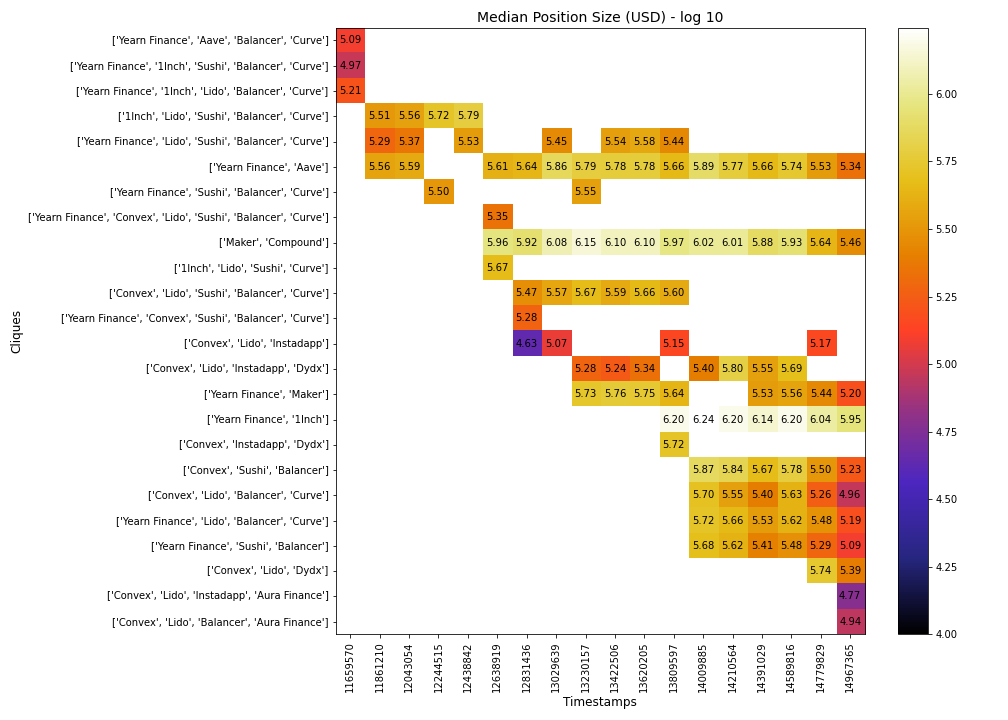 Median Position Size (USD) - log 10
Cliques
['Yearn Finance', 'Aave', 'Balancer', 'Curve'] 5.09
['Yearn Finance', '1Inch', 'Sushi', 'Balancer', 'Curve'] 4.97
['Yearn Finance', '1Inch', 'Lido', 'Balancer', 'Curve'] 5.21
['1Inch', 'Lido', 'Sushi', 'Balancer', 'Curve'] 5.51 5.56 5.72 5.79
['Yearn Finance', 'Lido', 'Sushi', 'Balancer', 'Curve'] 5.29 5.37 5.53 5.45 5.54 5.58 5.44
['Yearn Finance', 'Aave'] 5.56 5.59 5.61 5.64 5.86 5.79 5.78 5.78 5.66 5.89 5.77 5.66 5.74 5.53 5.34
['Yearn Finance', 'Sushi', 'Balancer', 'Curve'] 5.50 5.55
['Yearn Finance', 'Convex', 'Lido', 'Sushi', 'Balancer', 'Curve'] 5.35
['Maker', 'Compound'] 5.96 5.92 6.08 6.15 6.10 6.10 5.97 6.02 6.01 5.88 5.93 5.64 5.46
['1Inch', 'Lido', 'Sushi', 'Curve'] 5.67
['Convex', 'Lido', 'Sushi', 'Balancer', 'Curve'] 5.47 5.57 5.67 5.59 5.66 5.60
['Yearn Finance', 'Convex', 'Sushi', 'Balancer', 'Curve'] 5.28
['Convex', 'Lido', 'Instadapp'] 4.63 5.07 5.15 5.17
['Convex', 'Lido', 'Instadapp', 'Dydx'] 5.28 5.24 5.34 5.40 5.80 5.55 5.69
['Yearn Finance', 'Maker'] 5.73 5.76 5.75 5.64 5.53 5.56 5.44 5.20
['Yearn Finance', '1Inch'] 6.20 6.24 6.20 6.14 6.20 6.04 5.95
['Convex', 'Instadapp', 'Dydx'] 5.72
['Convex', 'Sushi', 'Balancer'] 5.87 5.84 5.67 5.78 5.50 5.23
['Convex', 'Lido', 'Balancer', 'Curve'] 5.70 5.55 5.40 5.63 5.26 4.96
['Yearn Finance', 'Lido', 'Balancer', 'Curve'] 5.72 5.66 5.53 5.62 5.48 5.19
['Yearn Finance', 'Sushi', 'Balancer'] 5.68 5.62 5.41 5.48 5.29 5.09
['Convex', 'Lido', 'Dydx'] 5.74 5.39
['Convex', 'Lido', 'Instadapp', 'Aura Finance'] 4.77
['Convex', 'Lido', 'Balancer', 'Aura Finance'] 4.94
11659570
11861210
12043054
12244515
12438842
12638919
12831436
13029639
13230157
13422506
13620205
13809597
14009885
14210564
14391029
14589816
14779829
14967365
Timestamps
6.00
5.75
5.50
5.25
5.00
4.75
4.50
4.25
4.00